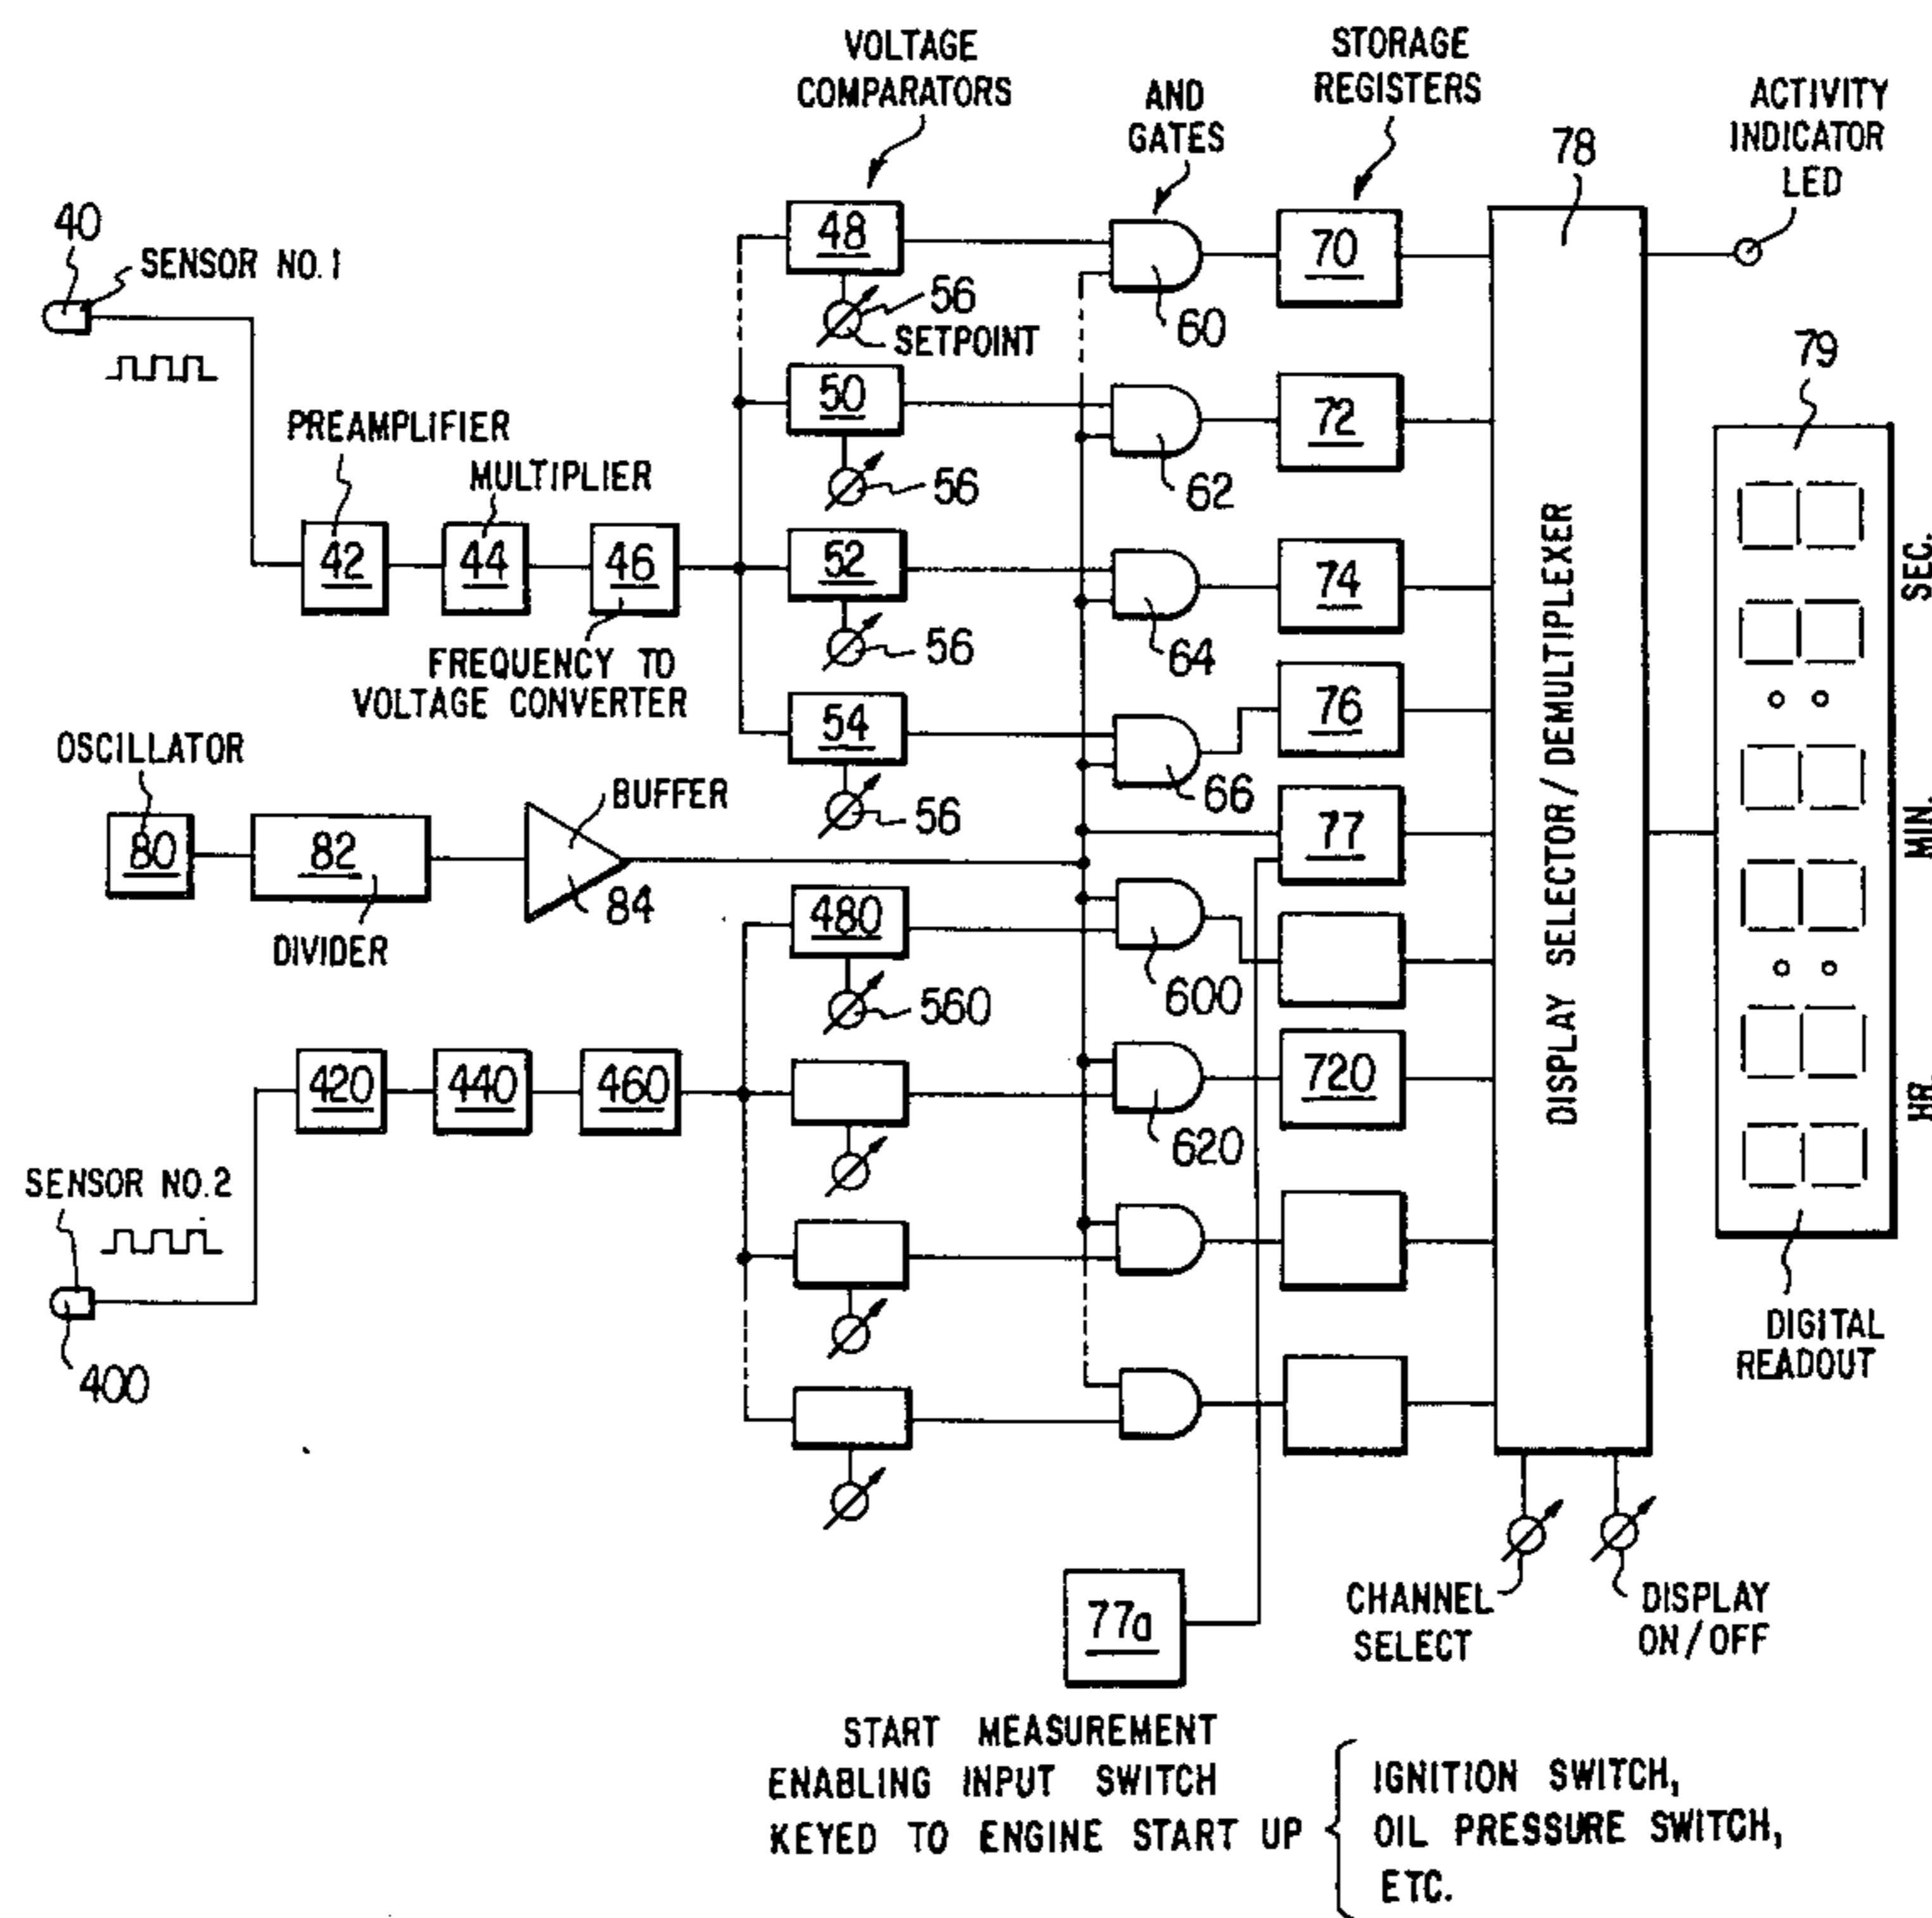 VOLTAGE
COMPARATORS
AND
GATES
STORAGE
REGISTERS
ACTIVITY
INDICATOR
LED
78
40
SENSOR NO.1
48
56
SETPOINT
60
70
79
PREAMPLIFIER
MULTIPLIER
50
56
62
72
42
44
46
52
56
64
74
FREQUENCY TO
VOLTAGE CONVERTER
54
56
66
76
OSCILLATOR
BUFFER
80
82
84
DIVIDER
77
480
560
600
DISPLAY SELECTOR/DEMULTIPLEXER
SEC.
MIN.
HR.
420
440
460
620
720
SENSOR NO.2
400
DIGITAL
READOUT
77a
CHANNEL
SELECT
DISPLAY
ON/OFF
START MEASUREMENT
ENABLING INPUT SWITCH
KEYED TO ENGINE START UP
IGNITION SWITCH,
OIL PRESSURE SWITCH,
ETC.